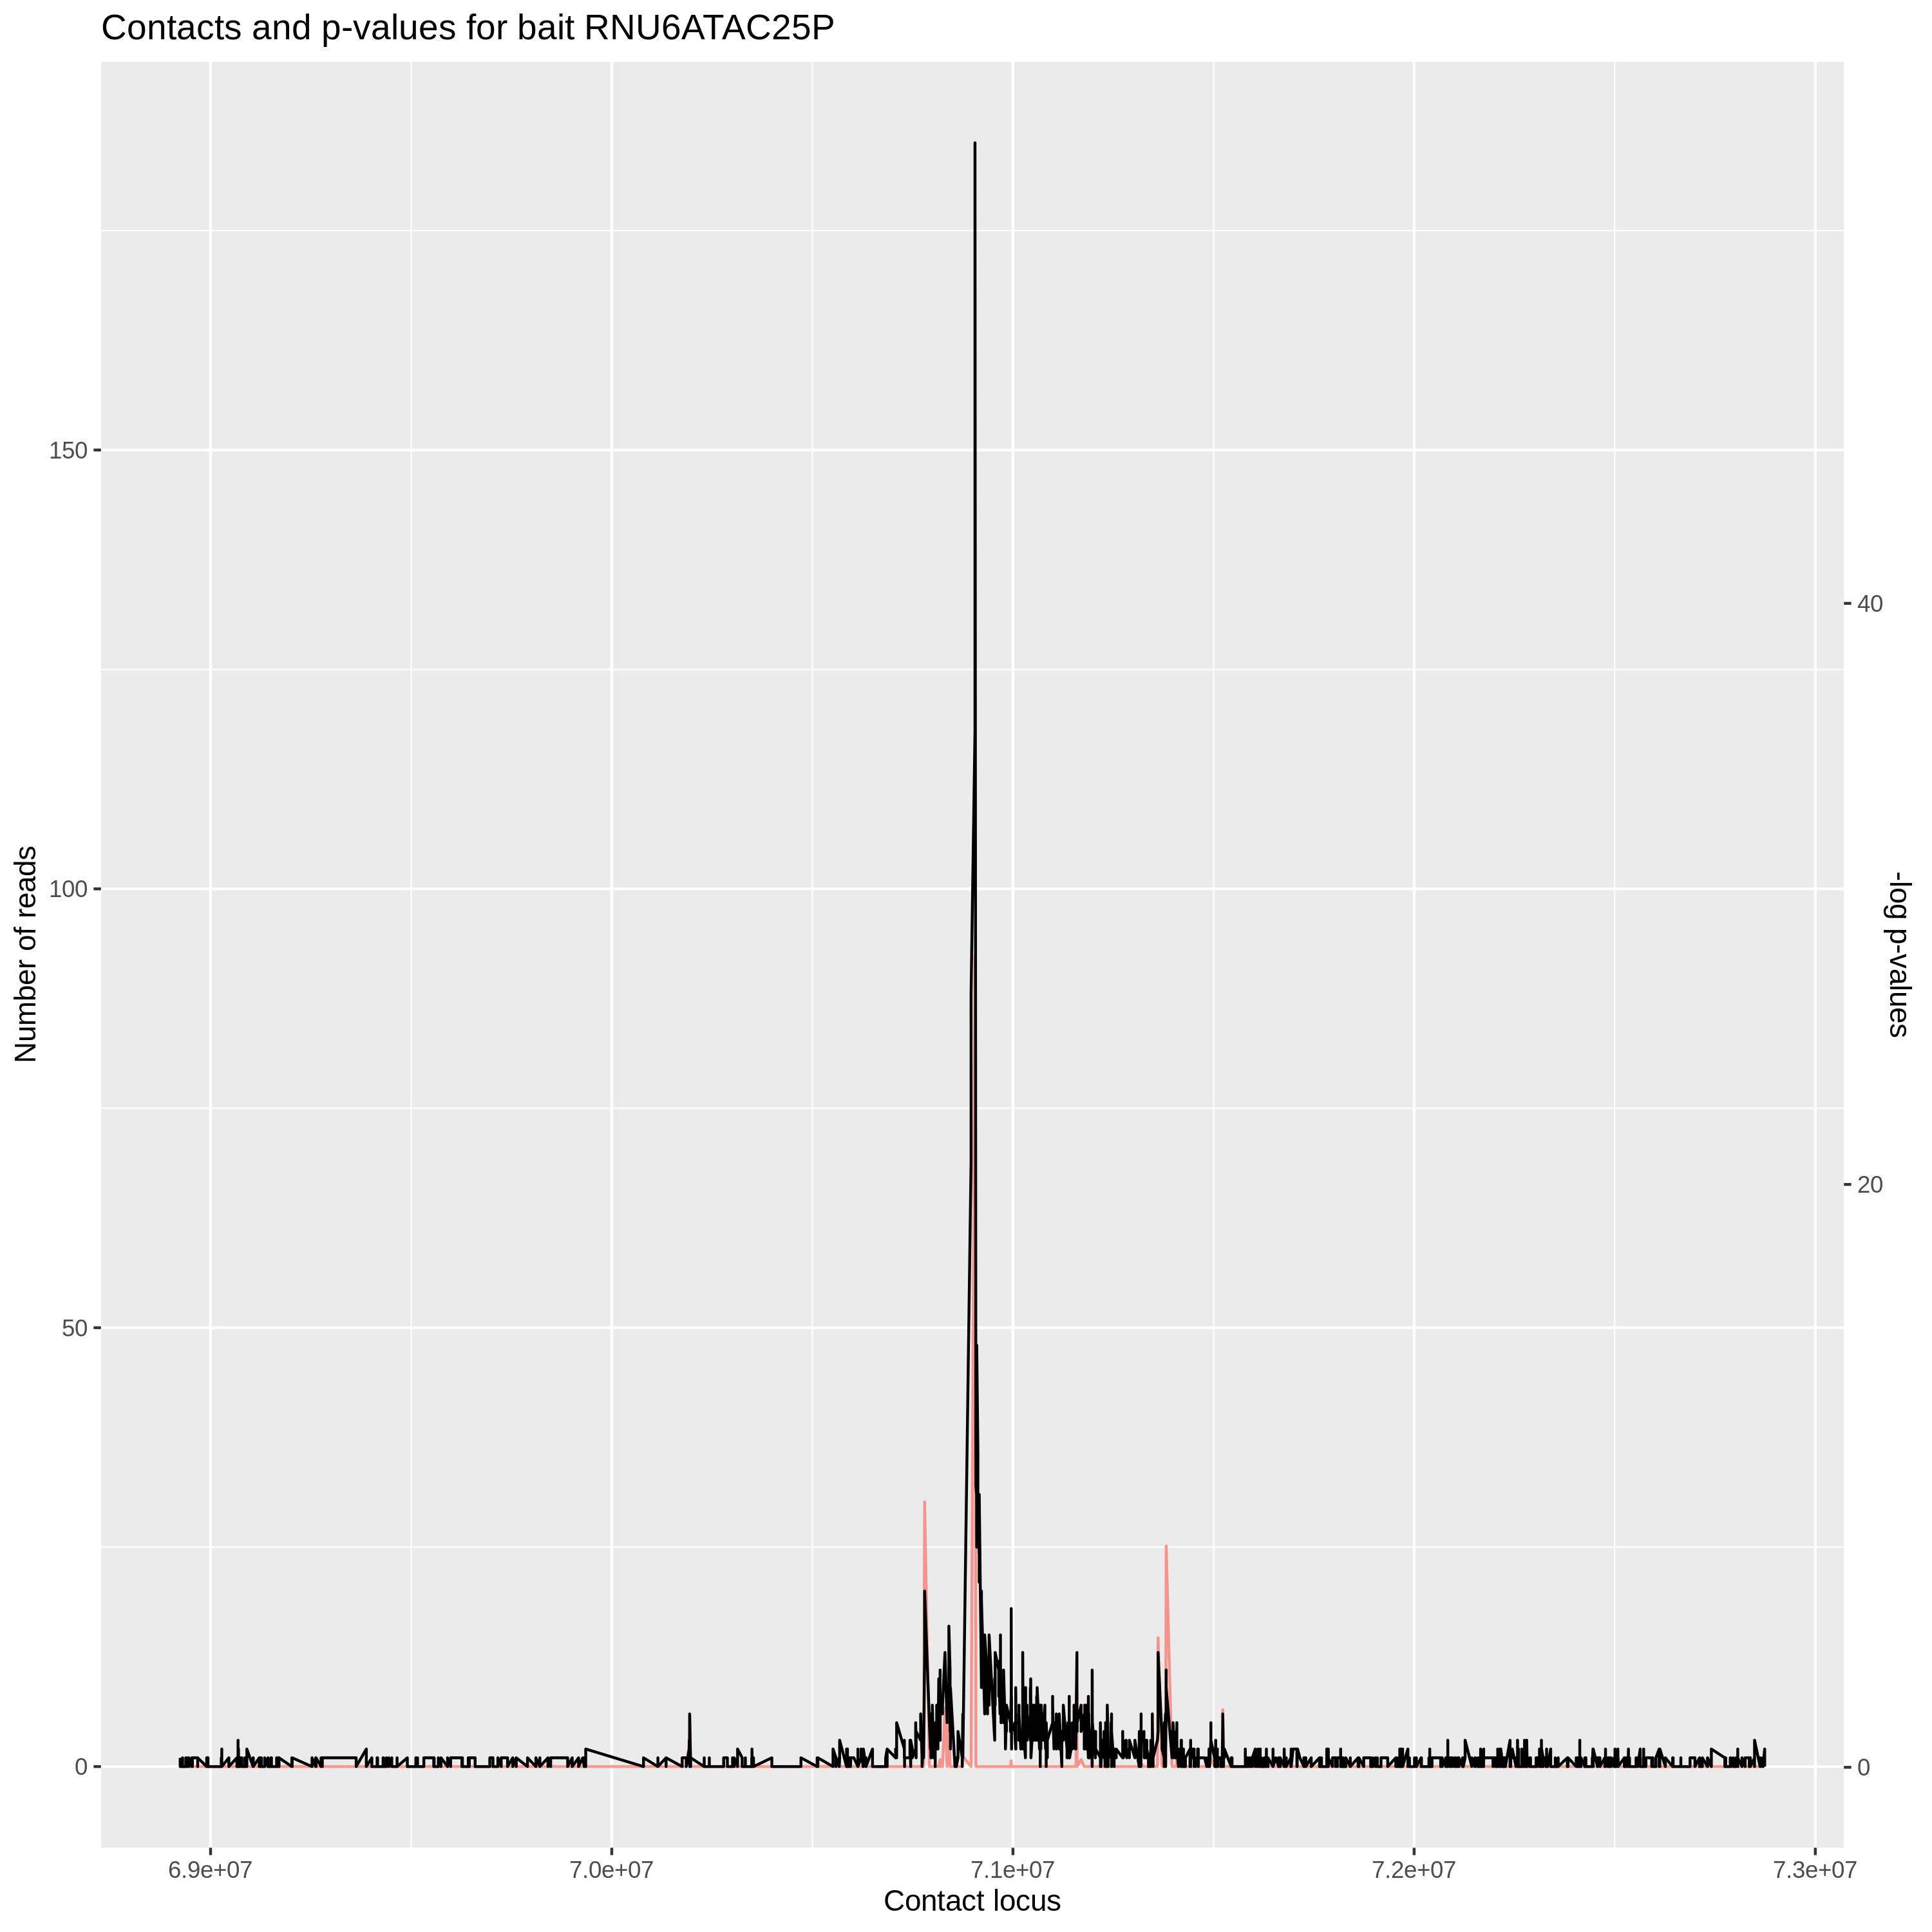 Contacts and p-values for bait RNU6ATAC25P
150
100
50
0
40
20
0
Number of reads
-log p-values
6.9e+07 7.0e+07 7.1e+07 7.2e+07 7.3e+07
Contact locus